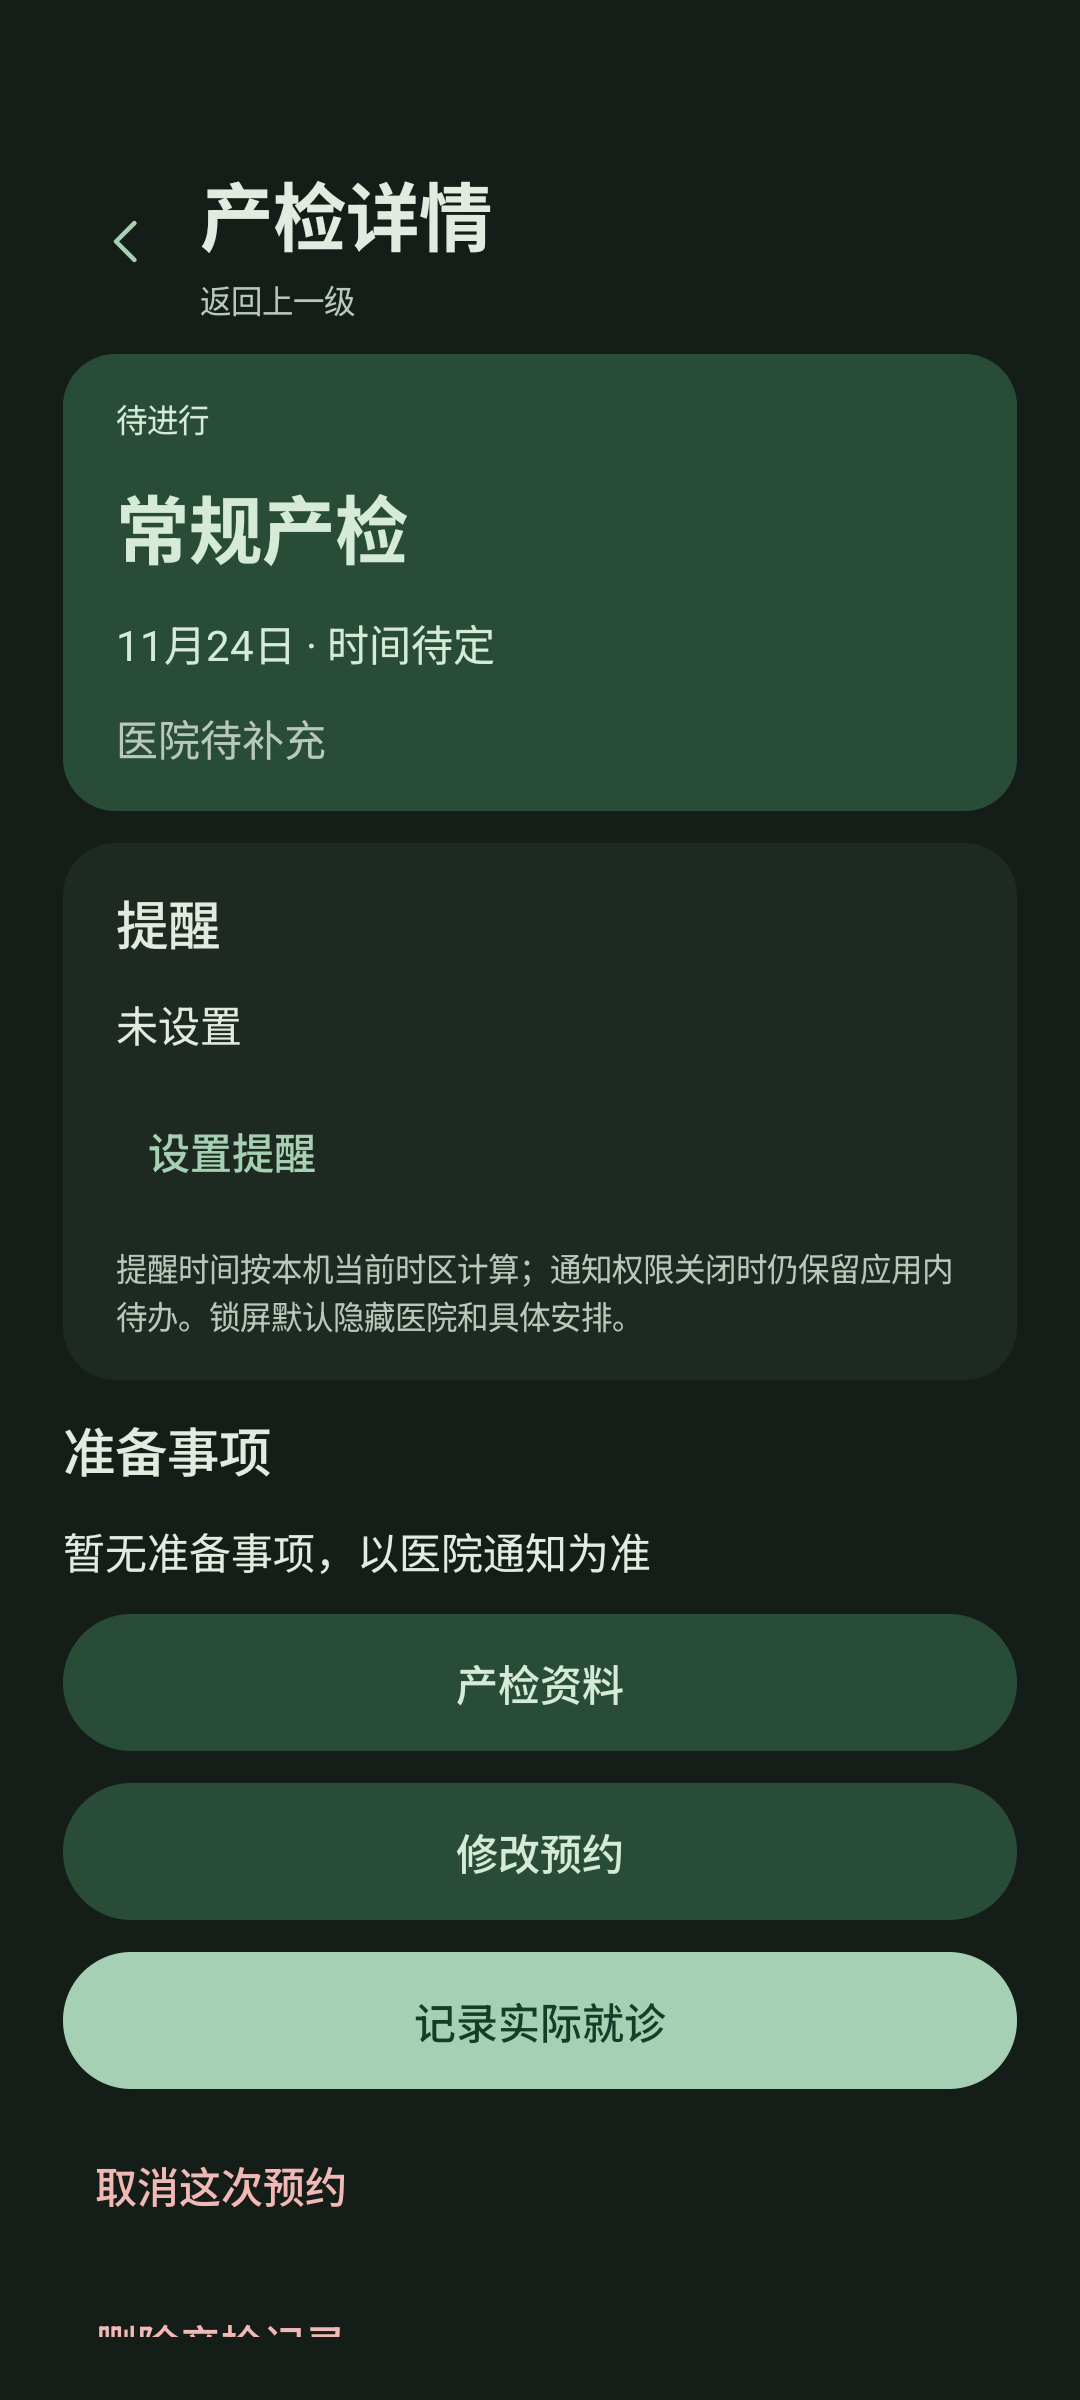 产检详情
返回上一级
待进行
常规产检
11月24日 · 时间待定
医院待补充
提醒
未设置
设置提醒
提醒时间按本机当前时区计算；通知权限关闭时仍保留应用内
待办。锁屏默认隐藏医院和具体安排。
准备事项
暂无准备事项，以医院通知为准
产检资料
修改预约
记录实际就诊
取消这次预约
删除产检记录